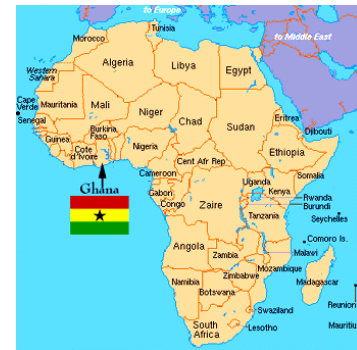 to Europe
to Middle East
Tunisia
Morocco
Algeria
Libya
Egypt
Western
Sahara
Cape
Verde
Mauritania
Mali
Niger
Chad
Sudan
Eritrea
Senegal
Djibouti
Burkina
Faso
Guinea
Cote
d'Ivoire
Nigeria
Ethiopia
Cent Afr Rep
Cameroon
Somalia
Ghana
Uganda
Kenya
Gabon
Congo
Zaire
Rwanda
Burundi
Tanzania
Seychelles
Comoro Is.
Angola
Malawi
Zambia
Mozambique
Zimbabwe
Namibia
Botswana
Madagascar
Reunion
Mauritiu
Swaziland
South
Africa
Lesotho